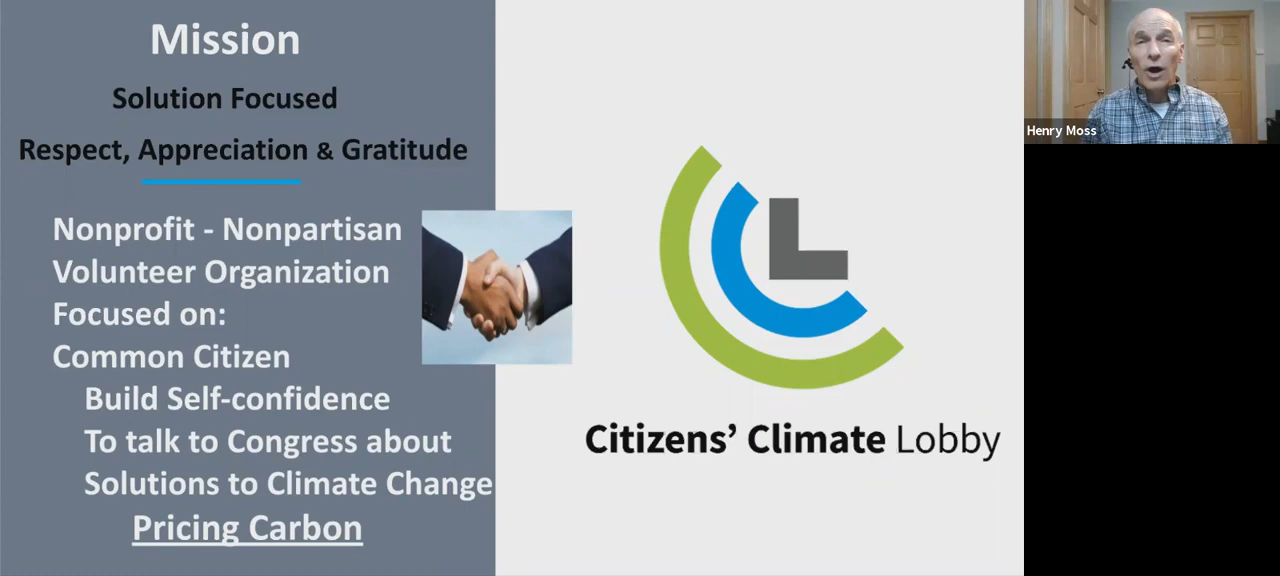 Mission
Solution Focused
Respect, Appreciation & Gratitude
Nonprofit - Nonpartisan
Volunteer Organization
Focused on:
Common Citizen
Build Self-confidence
To talk to Congress about
Solutions to Climate Change
Pricing Carbon
Citizens’ Climate Lobby
Henry Moss